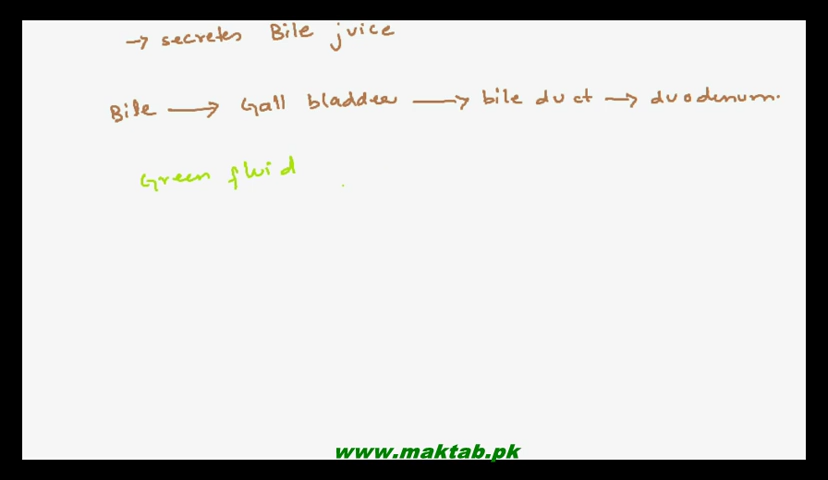 → secretes Bile juice
Bile → Gall bladder → bile duct → duodenum.
Green fluid
www.maktab.pk